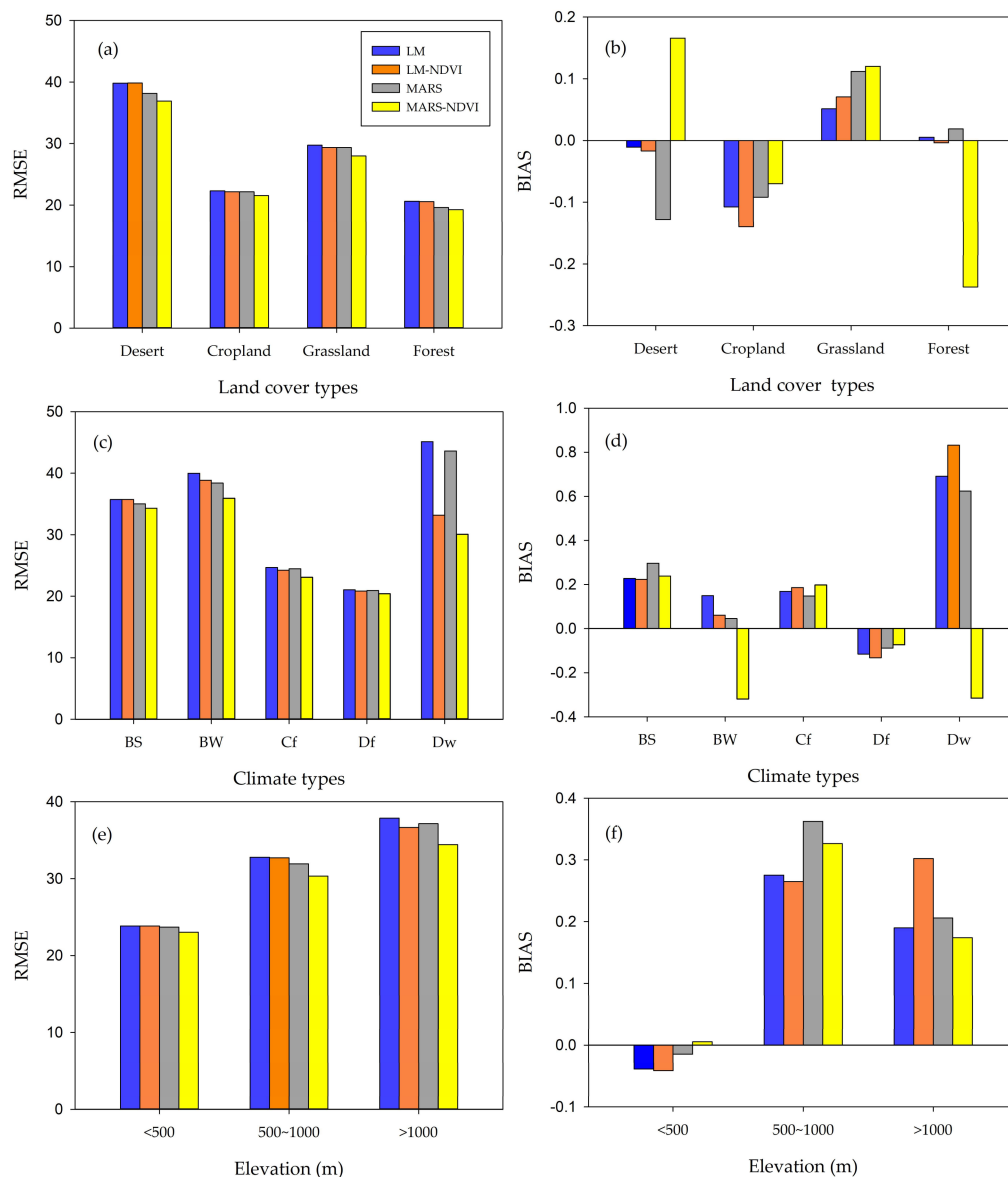 (a)
LM
LM-NDVI
MARS
MARS-NDVI
50
40
30
20
10
0
RMSE
Desert Cropland Grassland Forest
Land cover types
(b)
0.2
0.1
0.0
-0.1
-0.2
-0.3
BIAS
Desert Cropland Grassland Forest
Land cover types
(c)
50
40
30
20
10
0
RMSE
BS BW Cf Df Dw
Climate types
(d)
1.0
0.8
0.6
0.4
0.2
0.0
-0.2
-0.4
BIAS
BS BW Cf Df Dw
Climate types
(e)
40
30
20
10
0
RMSE
<500 500~1000 >1000
Elevation (m)
(f)
0.4
0.3
0.2
0.1
0.0
-0.1
BIAS
<500 500~1000 >1000
Elevation (m)